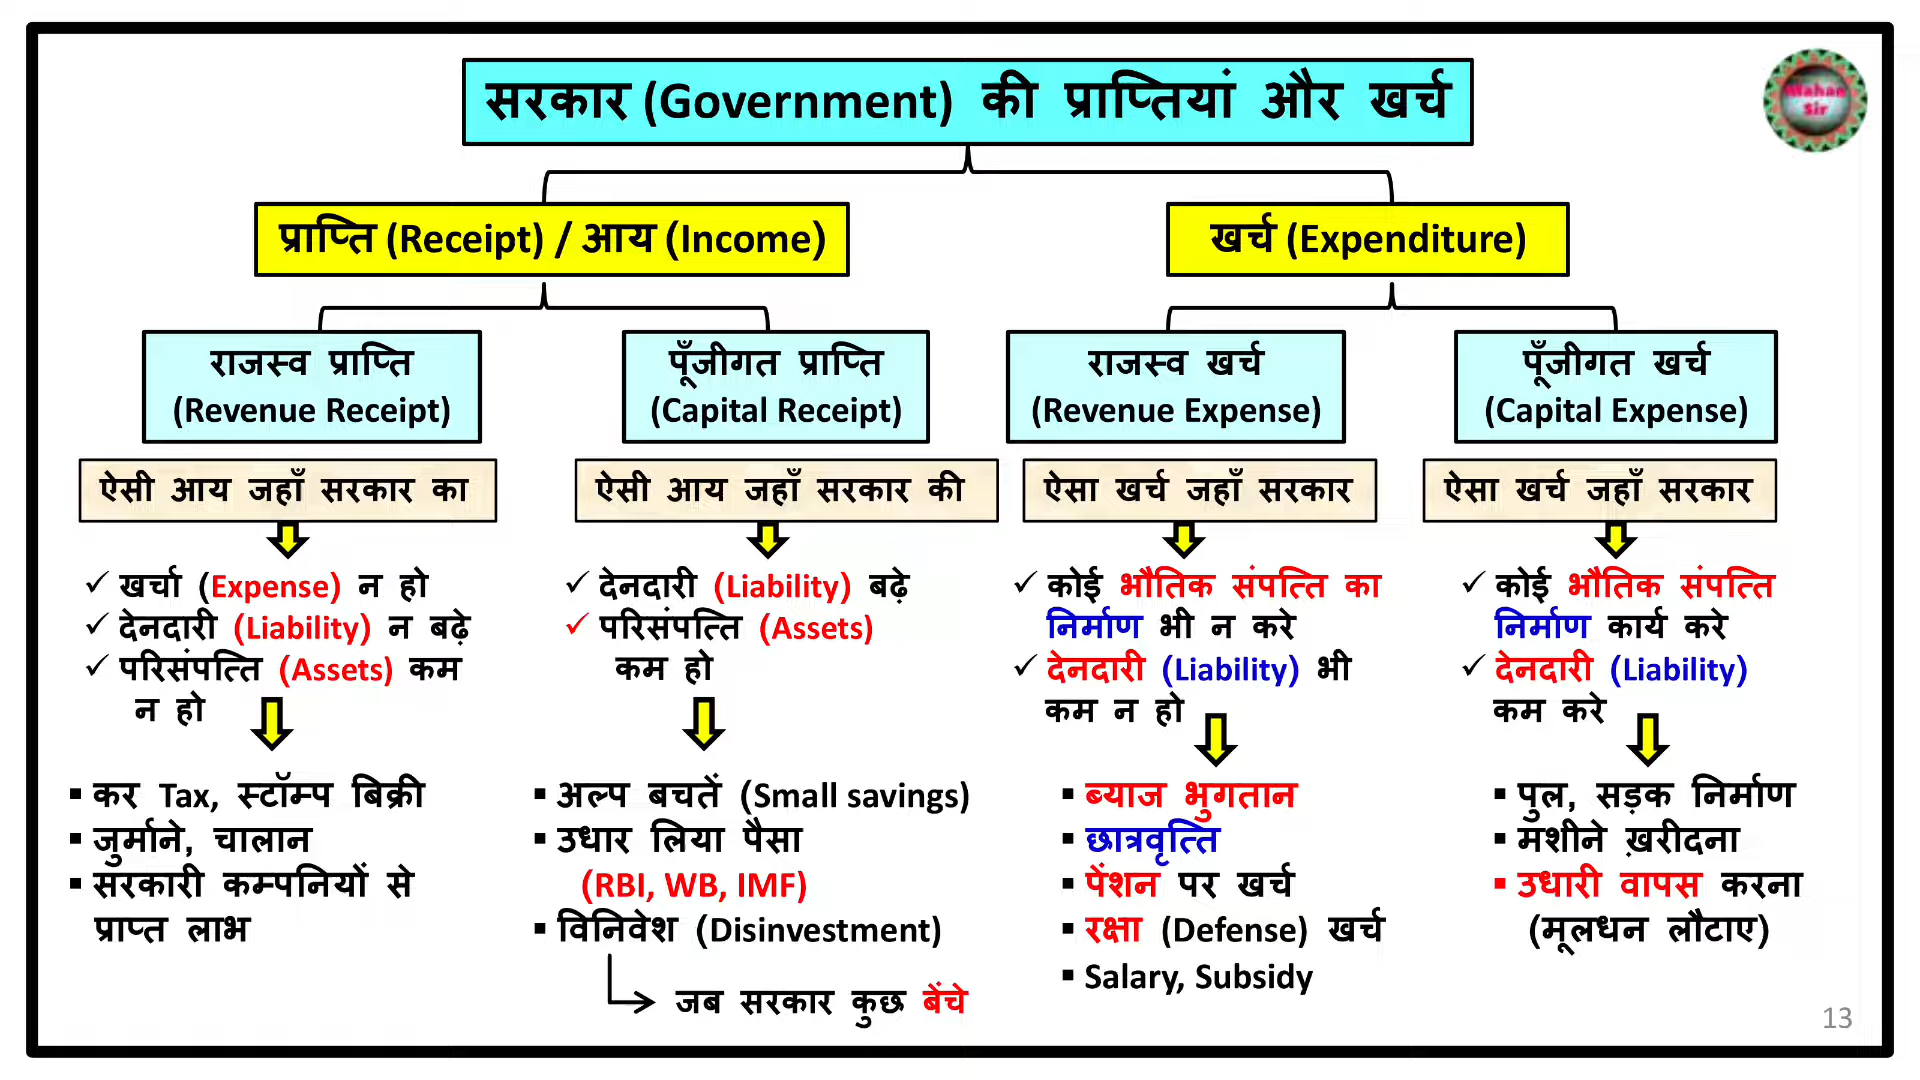 सरकार (Government) की प्राप्तियां और खर्च
Mahan
Sir
प्राप्ति (Receipt) / आय (Income)
खर्च (Expenditure)
राजस्व प्राप्ति
(Revenue Receipt)
पूँजीगत प्राप्ति
(Capital Receipt)
राजस्व खर्च
(Revenue Expense)
पूँजीगत खर्च
(Capital Expense)
ऐसी आय जहाँ सरकार का
✓ खर्चा (Expense) न हो
✓ देनदारी (Liability) न बढ़े
✓ परिसंपत्ति (Assets) कम
न हो
▪ कर Tax, स्टॉम्प बिक्री
▪ जुर्माने, चालान
▪ सरकारी कम्पनियों से
प्राप्त लाभ
ऐसी आय जहाँ सरकार की
✓ देनदारी (Liability) बढ़े
✓ परिसंपत्ति (Assets)
कम हो
▪ अल्प बचतें (Small savings)
▪ उधार लिया पैसा
(RBI, WB, IMF)
▪ विनिवेश (Disinvestment)
जब सरकार कुछ बेंचे
ऐसा खर्च जहाँ सरकार
✓ कोई भौतिक संपत्ति का
निर्माण भी न करे
✓ देनदारी (Liability) भी
कम न हो
▪ ब्याज भुगतान
▪ छात्रवृत्ति
▪ पेंशन पर खर्च
▪ रक्षा (Defense) खर्च
▪ Salary, Subsidy
ऐसा खर्च जहाँ सरकार
✓ कोई भौतिक संपत्ति
निर्माण कार्य करे
✓ देनदारी (Liability)
कम करे
▪ पुल, सड़क निर्माण
▪ मशीने ख़रीदना
▪ उधारी वापस करना
(मूलधन लौटाए)
13